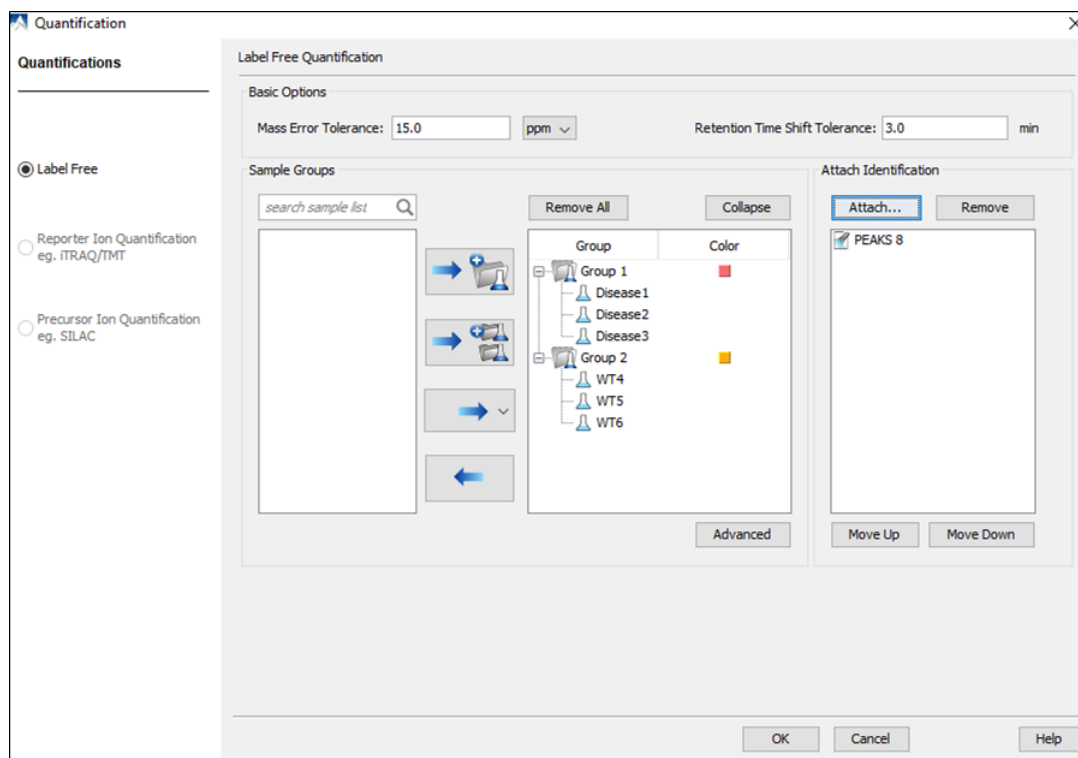 Quantification
Quantifications
Label Free
Reporter Ion Quantification
eg. iTRAQ/TMT
Precursor Ion Quantification
eg. SILAC
Label Free Quantification
Basic Options
Mass Error Tolerance: 15.0 ppm Retention Time Shift Tolerance: 3.0 min
Sample Groups
search sample list
Remove All Collapse
Group Color
Group 1
Disease1
Disease2
Disease3
Group 2
WT4
WT5
WT6
Advanced
Attach Identification
Attach... Remove
PEAKS 8
Move Up Move Down
OK Cancel Help